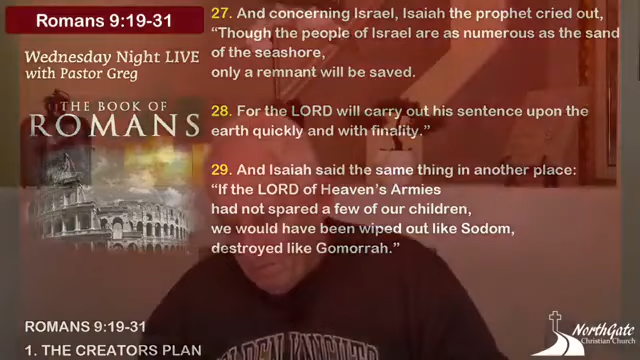 Romans 9:19-31
Wednesday Night LIVE
with Pastor Greg
THE BOOK OF
ROMANS
27. And concerning Israel, Isaiah the prophet cried out,
“Though the people of Israel are as numerous as the sand
of the seashore,
only a remnant will be saved.
28. For the LORD will carry out his sentence upon the
earth quickly and with finality.”
29. And Isaiah said the same thing in another place:
“If the LORD of Heaven’s Armies
had not spared a few of our children,
we would have been wiped out like Sodom,
destroyed like Gomorrah.”
ROMANS 9:19-31
1. THE CREATORS PLAN
NorthGate
Christian Church